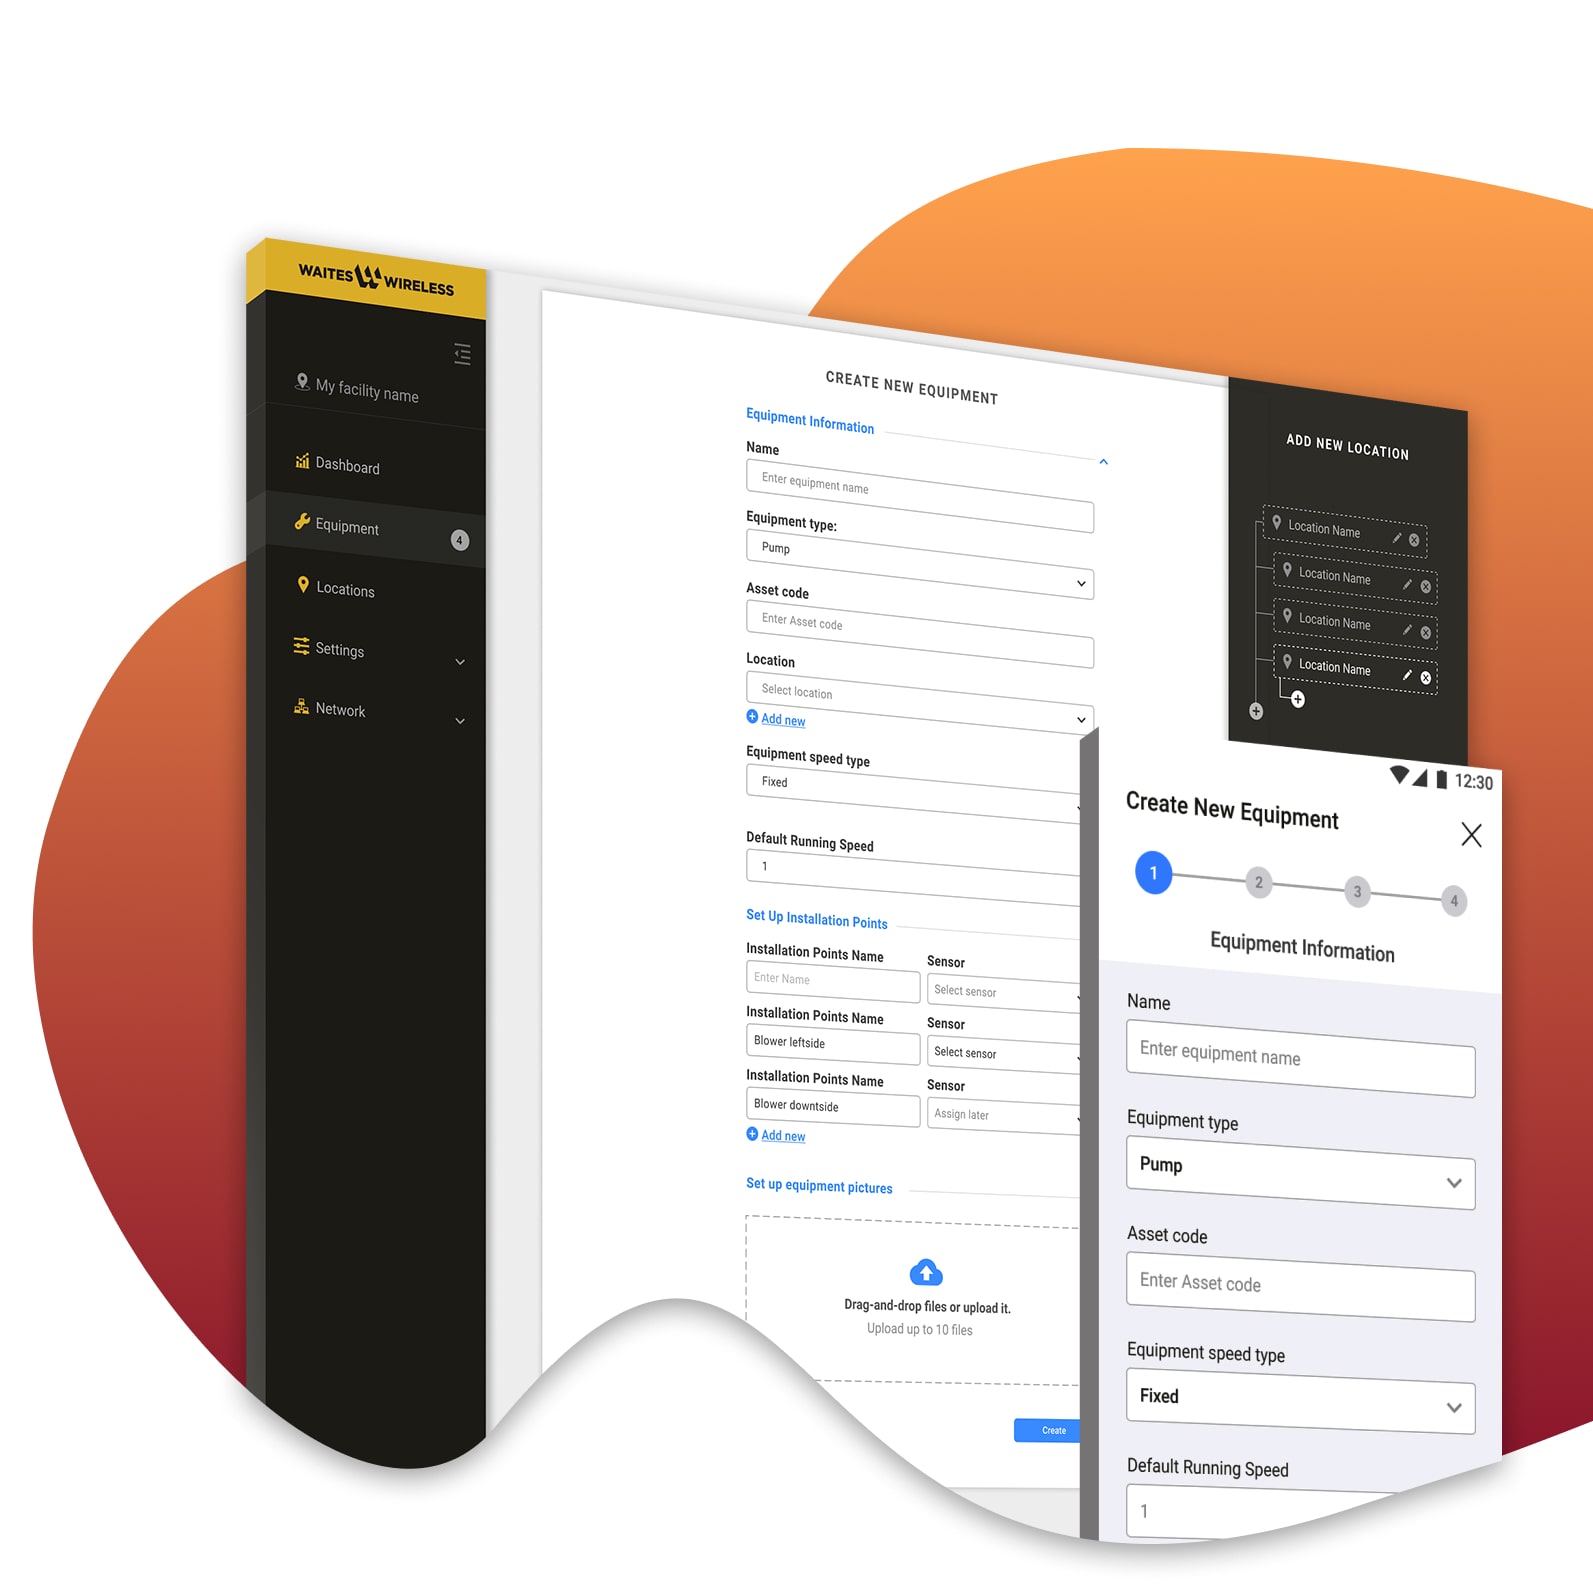 WAITES WIRELESS
My facility name
Dashboard
Equipment
4
Locations
Settings
Network
CREATE NEW EQUIPMENT
Equipment Information
Name
Enter equipment name
Equipment type:
Pump
Asset code
Enter Asset code
Location
Select location
Add new
Equipment speed type
Fixed
Default Running Speed
1
Set Up Installation Points
Installation Points Name
Sensor
Enter Name
Select sensor
Installation Points Name
Sensor
Blower leftside
Select sensor
Installation Points Name
Sensor
Blower downtside
Assign later
Add new
Set up equipment pictures
Drag-and-drop files or upload it.
Upload up to 10 files
Create
ADD NEW LOCATION
Location Name
Location Name
Location Name
Location Name
12:30
Create New Equipment
1
2
3
4
Equipment Information
Name
Enter equipment name
Equipment type
Pump
Asset code
Enter Asset code
Equipment speed type
Fixed
Default Running Speed
1